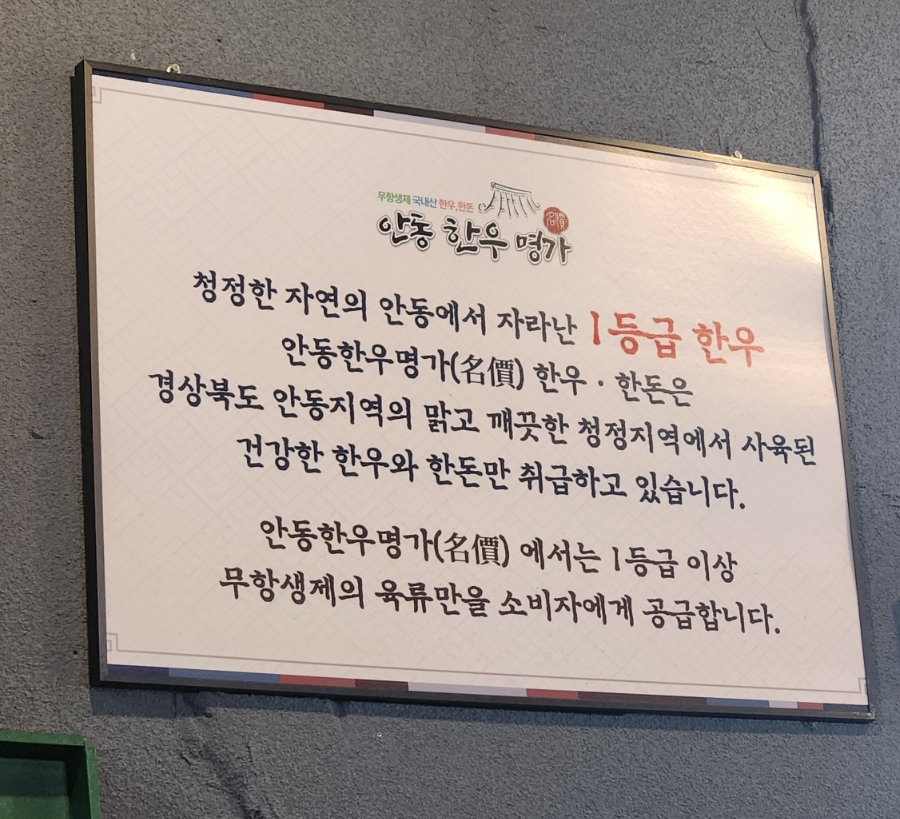 무항생제 국내산 한우,한돈
안동 한우 명가
名價
청정한 자연의 안동에서 자라난 1등급 한우
안동한우명가(名價) 한우 · 한돈은
경상북도 안동지역의 맑고 깨끗한 청정지역에서 사육된
건강한 한우와 한돈만 취급하고 있습니다.
안동한우명가(名價) 에서는 1등급 이상
무항생제의 육류만을 소비자에게 공급합니다.